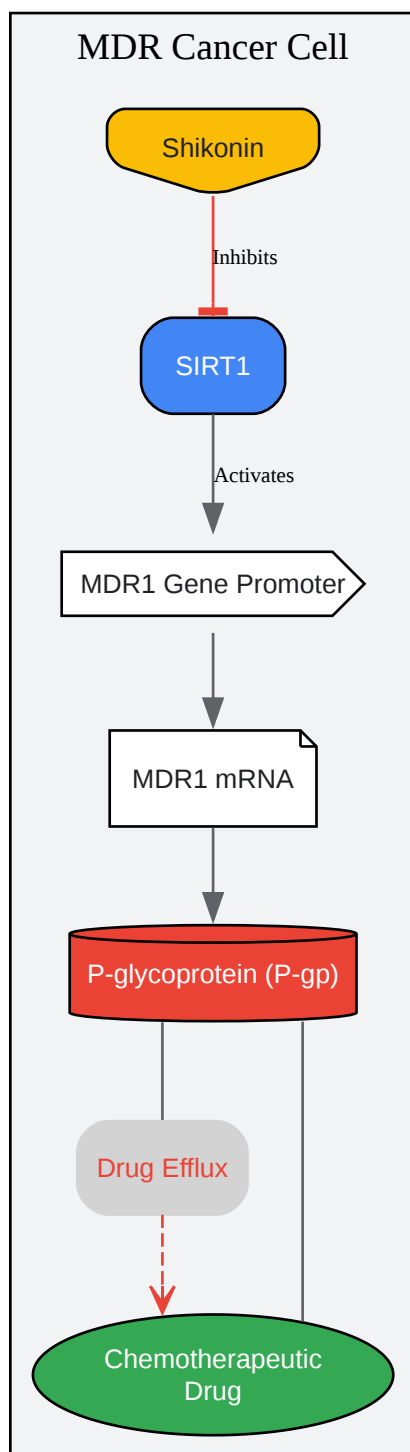 MDR Cancer Cell
Shikonin
Inhibits
SIRT1
Activates
MDR1 Gene Promoter
MDR1 mRNA
P-glycoprotein (P-gp)
Drug Efflux
Chemotherapeutic
Drug